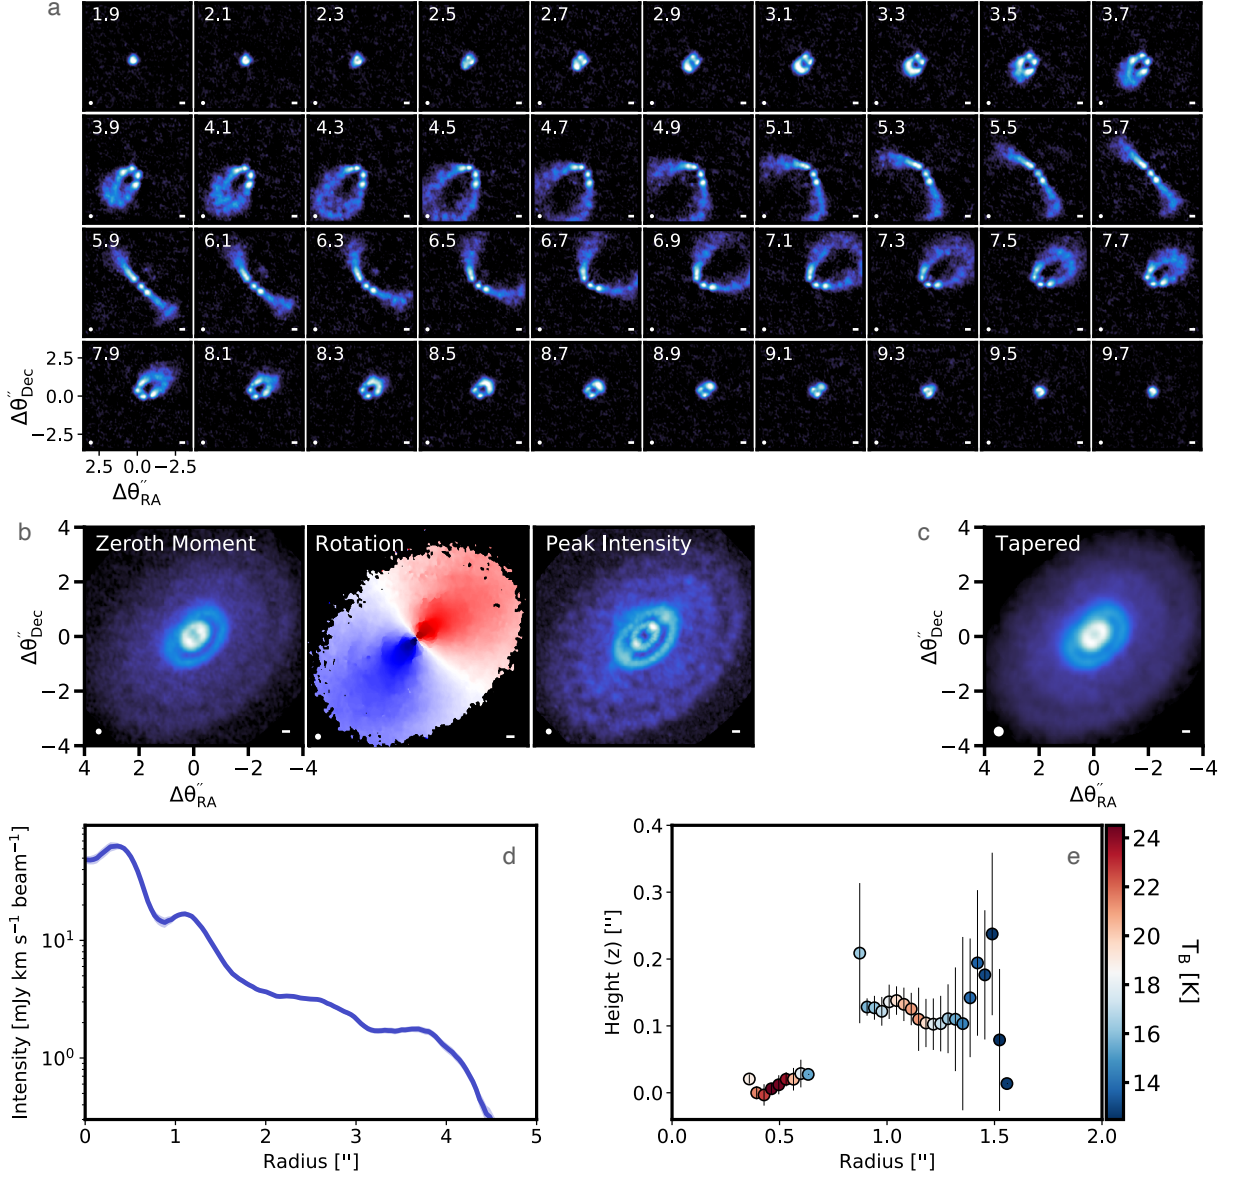 a
1.9 2.1 2.3 2.5 2.7 2.9 3.1 3.3 3.5 3.7
3.9 4.1 4.3 4.5 4.7 4.9 5.1 5.3 5.5 5.7
5.9 6.1 6.3 6.5 6.7 6.9 7.1 7.3 7.5 7.7
7.9 8.1 8.3 8.5 8.7 8.9 9.1 9.3 9.5 9.7
2.5
0.0
−2.5
Δθ″Dec
2.5 0.0 −2.5
Δθ″RA
b
Zeroth Moment
Rotation
Peak Intensity
4
2
0
−2
−4
Δθ″Dec
4 2 0 −2 −4
Δθ″RA
c
Tapered
4
2
0
−2
−4
Δθ″Dec
4 2 0 −2 −4
Δθ″RA
d
Intensity [mJy km s⁻¹ beam⁻¹]
10¹
10⁰
0 1 2 3 4 5
Radius ["]
e
Height (z) ["]
0.4
0.3
0.2
0.1
0.0
0.0 0.5 1.0 1.5 2.0
Radius ["]
24
22
20
18
16
14
T_B [K]